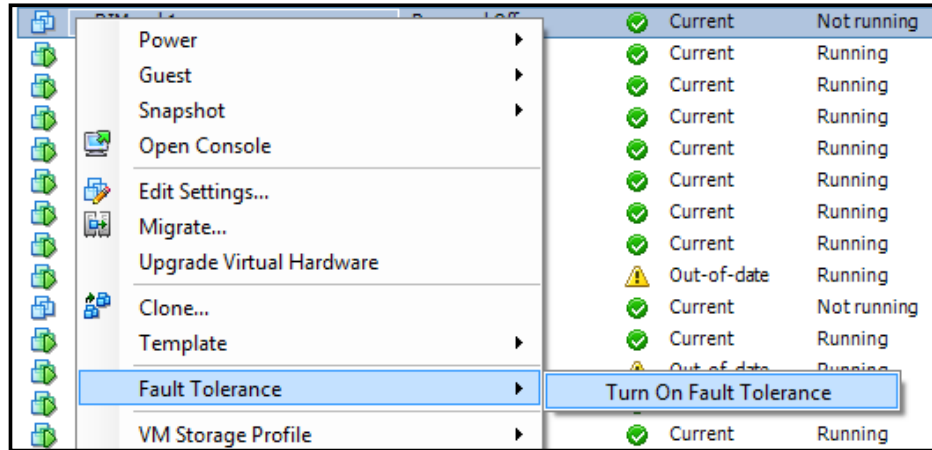 Current Not running
Power Current Running
Guest Current Running
Snapshot Current Running
Open Console Current Running
Edit Settings... Current Running
Migrate... Current Running
Upgrade Virtual Hardware Current Running
Out-of-date Running
Clone... Current Not running
Template Current Running
Out-of-date Running
Fault Tolerance Turn On Fault Tolerance
VM Storage Profile Current Running